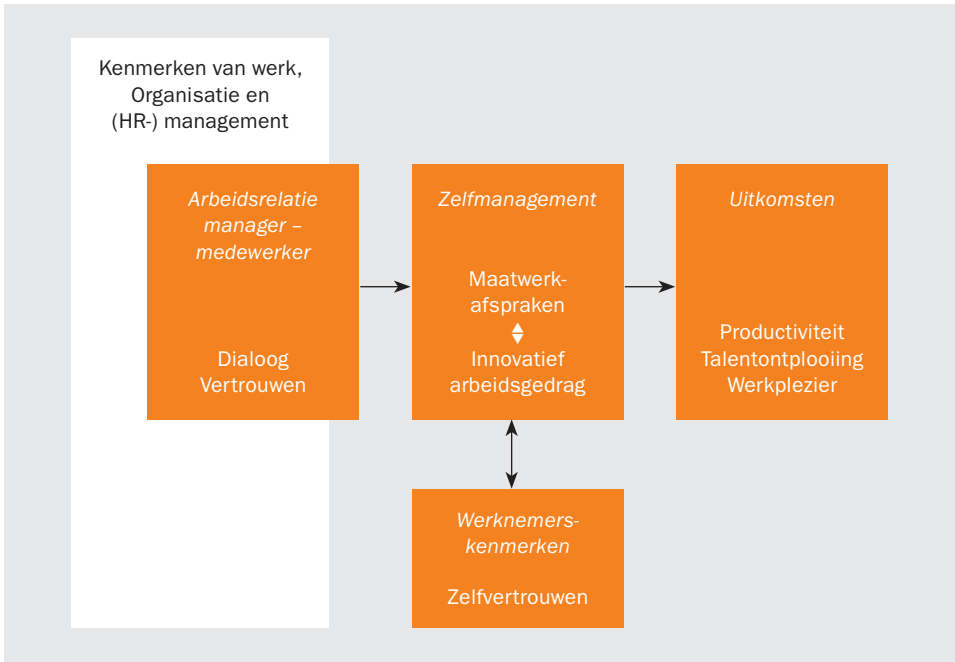 Kenmerken van werk,
Organisatie en
(HR-) management
Arbeidsrelatie
manager –
medewerker
Dialoog
Vertrouwen
Zelfmanagement
Maatwerk-
afspraken
Innovatief
arbeidsgedrag
Uitkomsten
Productiviteit
Talentontplooiing
Werkplezier
Werknemers-
kenmerken
Zelfvertrouwen